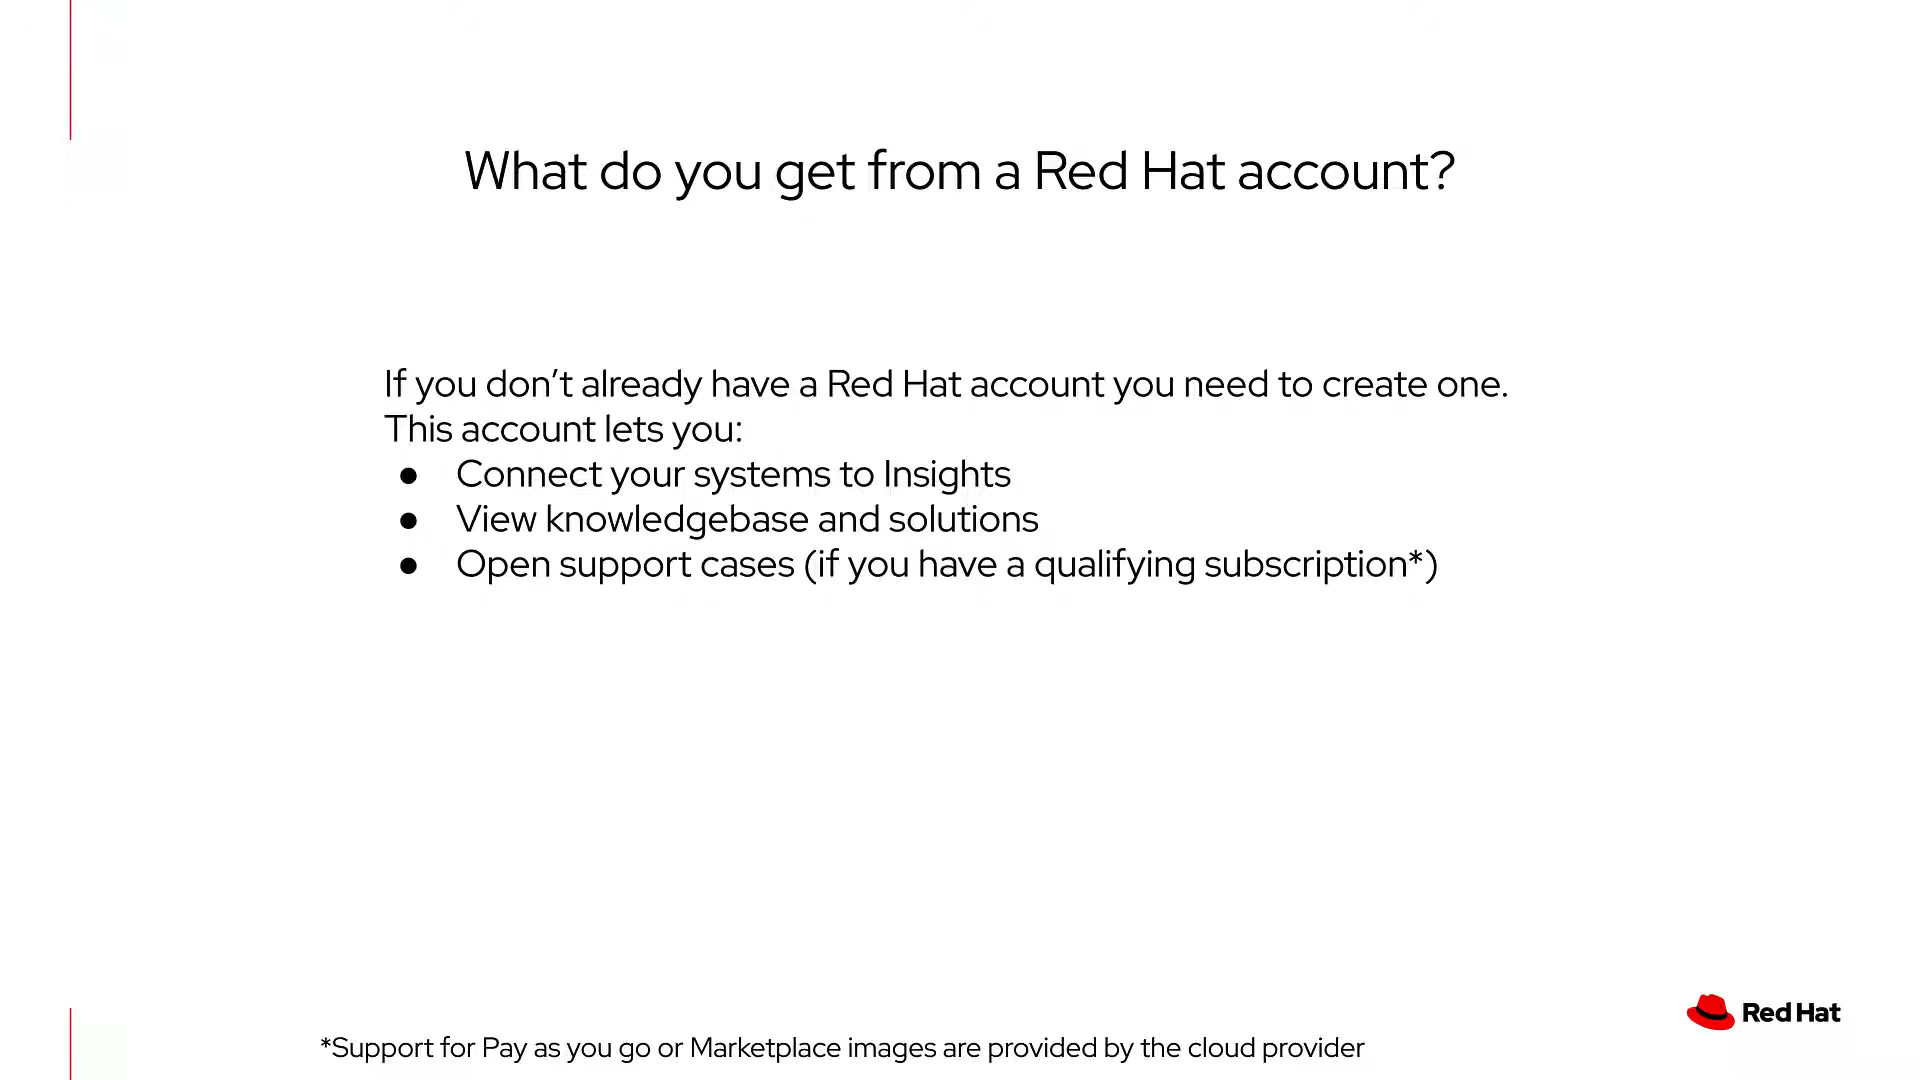 What do you get from a Red Hat account?
If you don’t already have a Red Hat account you need to create one.
This account lets you:
● Connect your systems to Insights
● View knowledgebase and solutions
● Open support cases (if you have a qualifying subscription*)
Red Hat
*Support for Pay as you go or Marketplace images are provided by the cloud provider